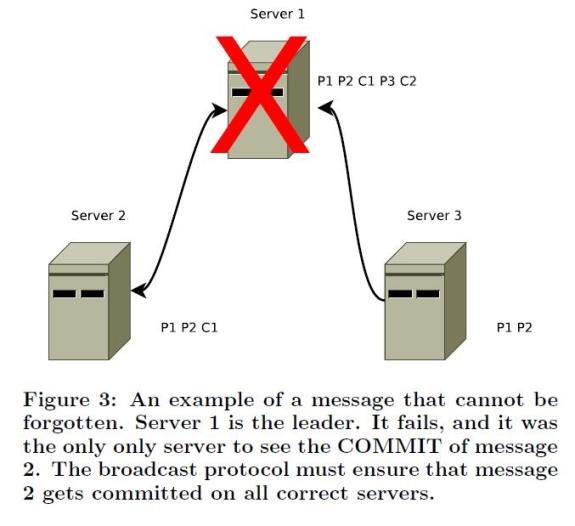 Server 1
P1 P2 C1 P3 C2
Server 2
Server 3
P1 P2 C1
P1 P2
Figure 3: An example of a message that cannot be
forgotten. Server 1 is the leader. It fails, and it was
the only only server to see the COMMIT of message
2. The broadcast protocol must ensure that message
2 gets committed on all correct servers.